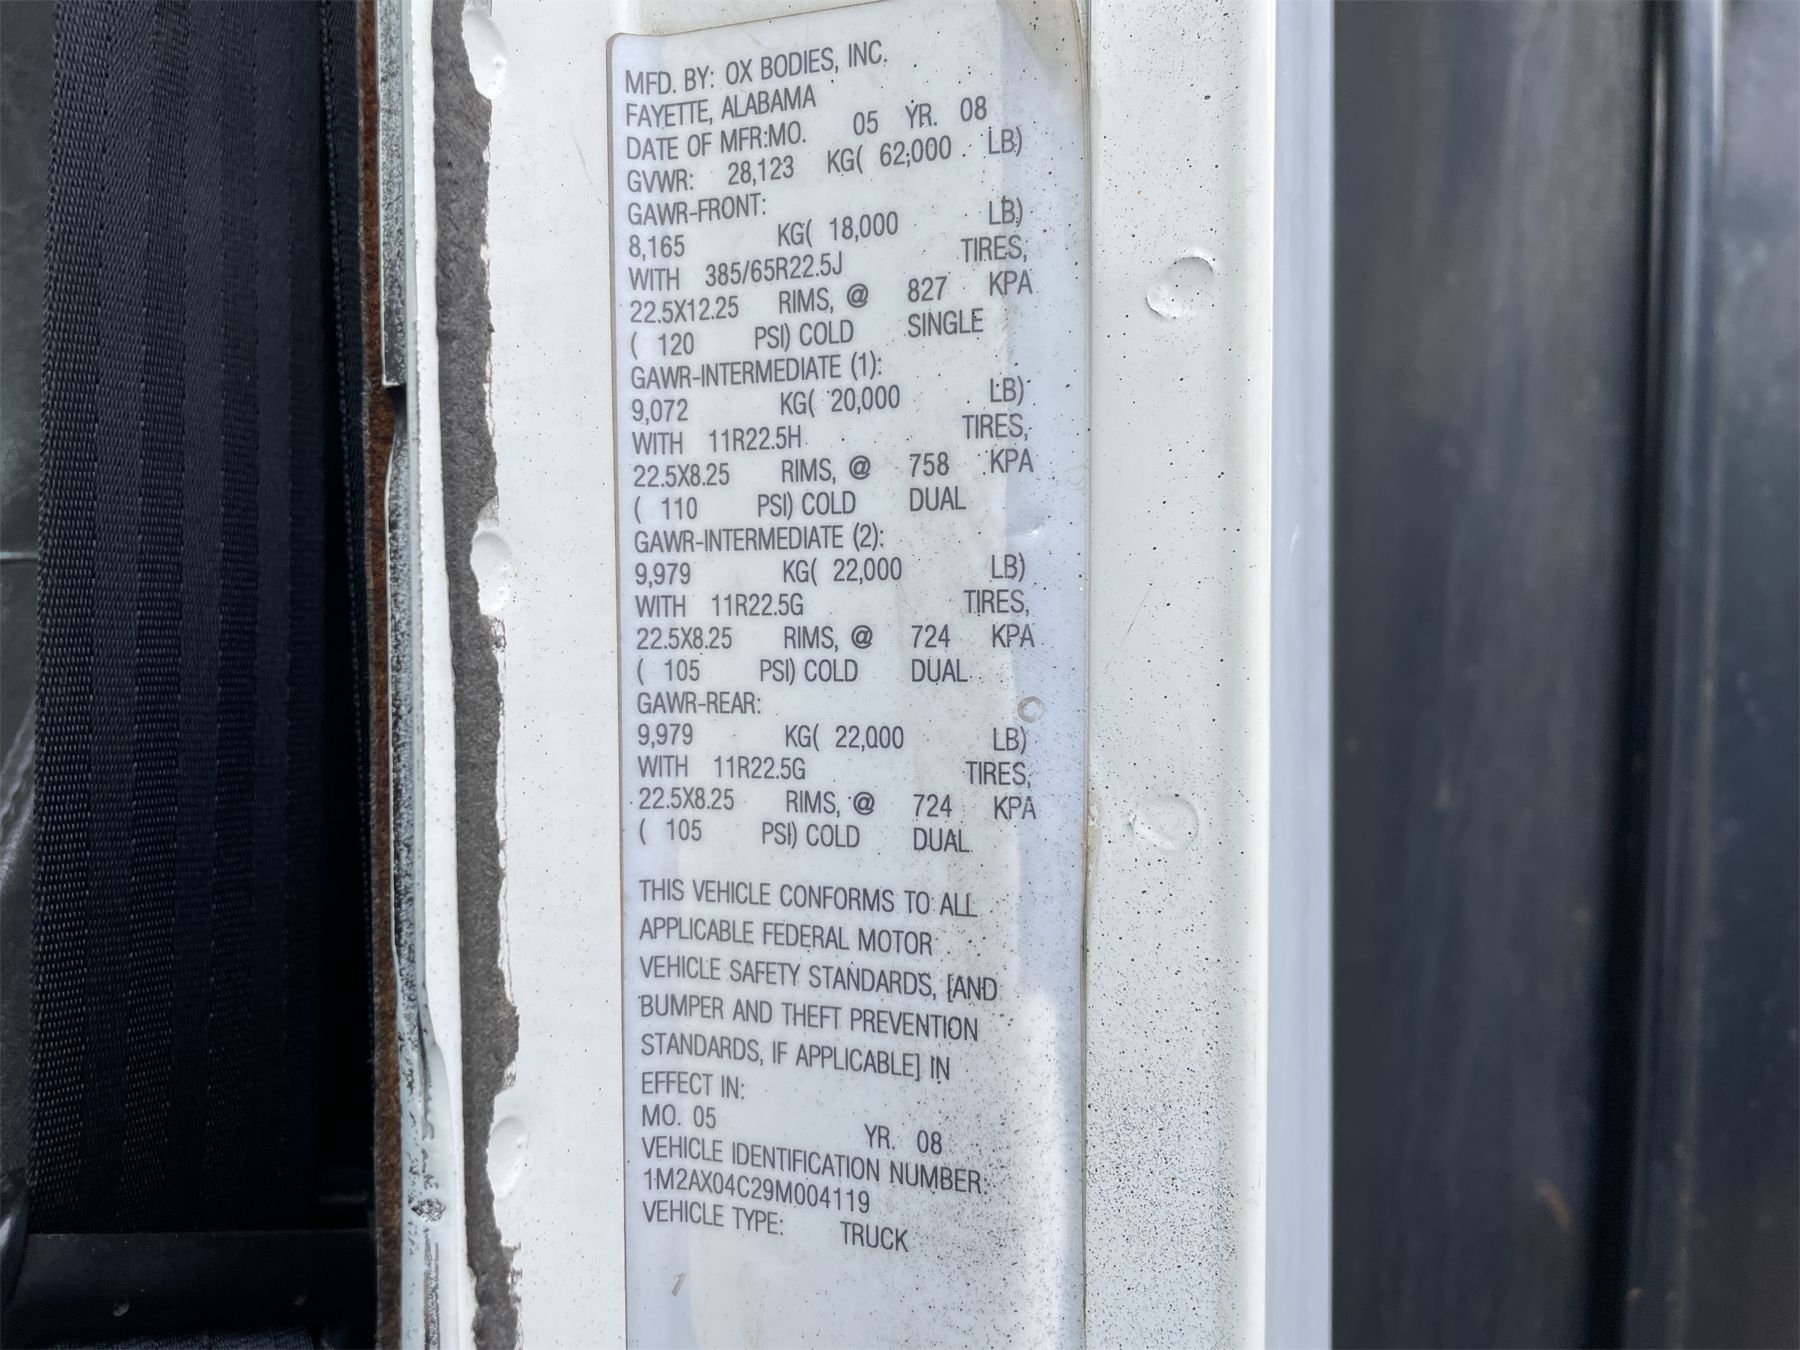 MFD. BY: OX BODIES, INC.
FAYETTE, ALABAMA
DATE OF MFR:MO. 05 YR. 08
GVWR: 28,123 KG( 62,000 LB)
GAWR-FRONT:
8,165 KG( 18,000 LB)
WITH 385/65R22.5J TIRES,
22.5X12.25 RIMS, @ 827 KPA
( 120 PSI) COLD SINGLE
GAWR-INTERMEDIATE (1):
9,072 KG( 20,000 LB)
WITH 11R22.5H TIRES,
22.5X8.25 RIMS, @ 758 KPA
( 110 PSI) COLD DUAL
GAWR-INTERMEDIATE (2):
9,979 KG( 22,000 LB)
WITH 11R22.5G TIRES,
22.5X8.25 RIMS, @ 724 KPA
( 105 PSI) COLD DUAL
GAWR-REAR:
9,979 KG( 22,000 LB)
WITH 11R22.5G TIRES,
22.5X8.25 RIMS, @ 724 KPA
( 105 PSI) COLD DUAL
THIS VEHICLE CONFORMS TO ALL
APPLICABLE FEDERAL MOTOR
VEHICLE SAFETY STANDARDS, [AND
BUMPER AND THEFT PREVENTION
STANDARDS, IF APPLICABLE] IN
EFFECT IN:
MO. 05 YR. 08
VEHICLE IDENTIFICATION NUMBER:
1M2AX04C29M004119
VEHICLE TYPE: TRUCK